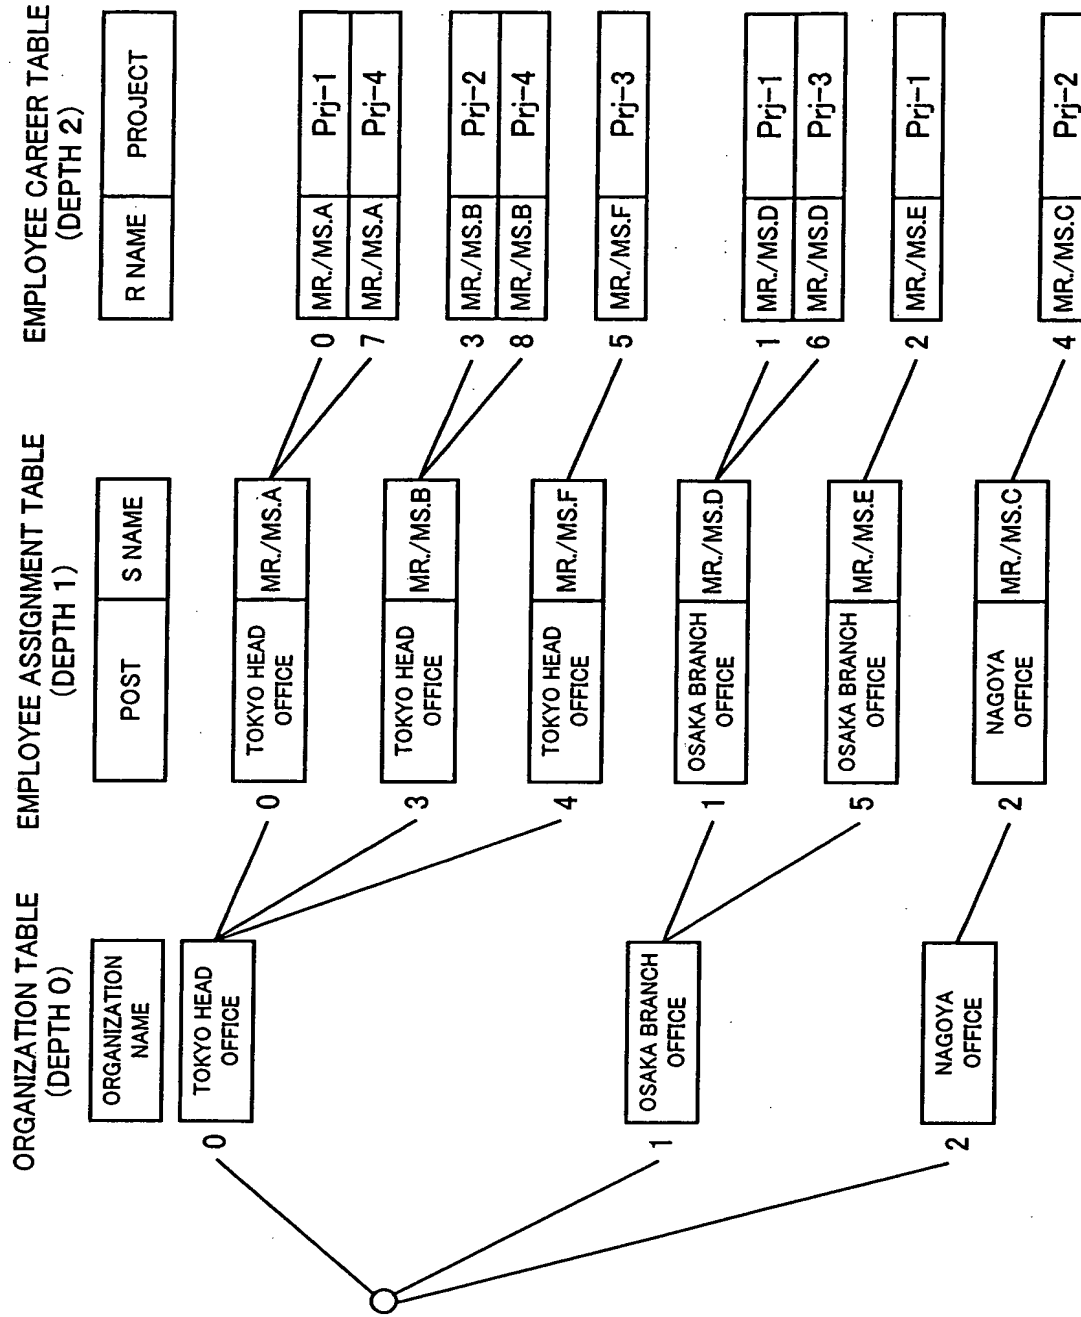 ORGANIZATION TABLE
(DEPTH 0)
ORGANIZATION
NAME
0
TOKYO HEAD
OFFICE
1
OSAKA BRANCH
OFFICE
2
NAGOYA
OFFICE
EMPLOYEE ASSIGNMENT TABLE
(DEPTH 1)
POST
S NAME
0
TOKYO HEAD
OFFICE
MR./MS.A
3
TOKYO HEAD
OFFICE
MR./MS.B
4
TOKYO HEAD
OFFICE
MR./MS.F
1
OSAKA BRANCH
OFFICE
MR./MS.D
5
OSAKA BRANCH
OFFICE
MR./MS.E
2
NAGOYA
OFFICE
MR./MS.C
EMPLOYEE CAREER TABLE
(DEPTH 2)
R NAME
PROJECT
0 MR./MS.A Prj-1
7 MR./MS.A Prj-4
3 MR./MS.B Prj-2
8 MR./MS.B Prj-4
5 MR./MS.F Prj-3
1 MR./MS.D Prj-1
6 MR./MS.D Prj-3
2 MR./MS.E Prj-1
4 MR./MS.C Prj-2